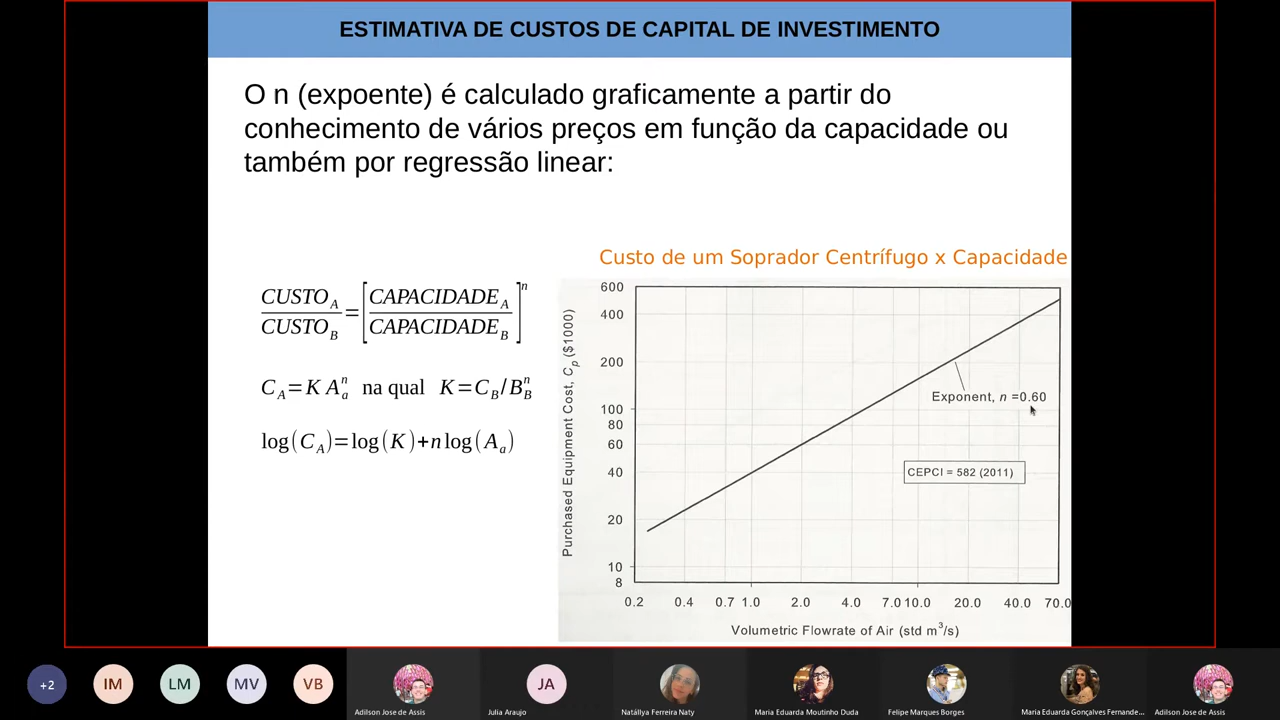 ESTIMATIVA DE CUSTOS DE CAPITAL DE INVESTIMENTO
O n (expoente) é calculado graficamente a partir do
conhecimento de vários preços em função da capacidade ou
também por regressão linear:
CUSTO_A / CUSTO_B = [CAPACIDADE_A / CAPACIDADE_B]^n
C_A = K A_a^n na qual K = C_B / B_B^n
log(C_A) = log(K) + n log(A_a)
Custo de um Soprador Centrífugo x Capacidade
Purchased Equipment Cost, C_p ($1000)
600
400
200
100
80
60
40
20
10
8
Exponent, n =0.60
CEPCI = 582 (2011)
0.2 0.4 0.7 1.0 2.0 4.0 7.0 10.0 20.0 40.0 70.0
Volumetric Flowrate of Air (std m³/s)
+2 IM LM MV VB JA
Adilson Jose de Assis Julia Araujo Natállya Ferreira Naty Maria Eduarda Moutinho Duda Felipe Marques Borges Maria Eduarda Gonçalves Fernande... Adilson Jose de Assis